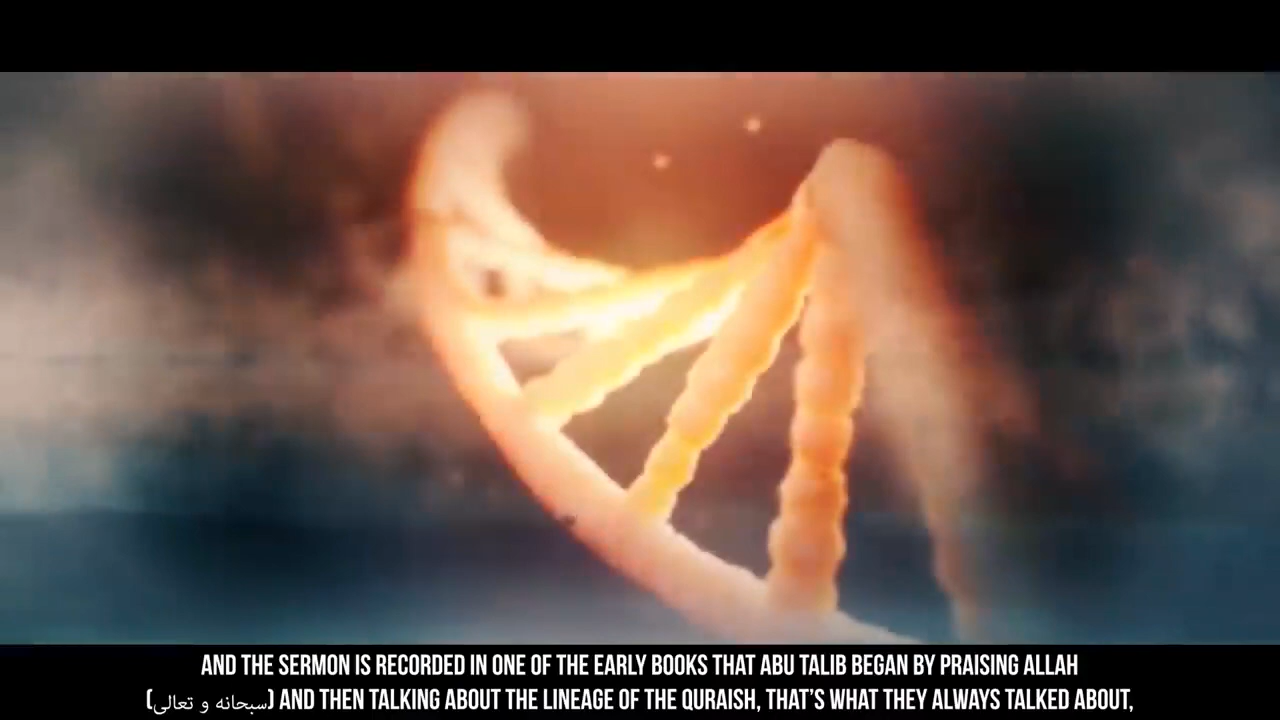 AND THE SERMON IS RECORDED IN ONE OF THE EARLY BOOKS THAT ABU TALIB BEGAN BY PRAISING ALLAH
(سبحانه و تعالى) AND THEN TALKING ABOUT THE LINEAGE OF THE QURAISH, THAT'S WHAT THEY ALWAYS TALKED ABOUT,